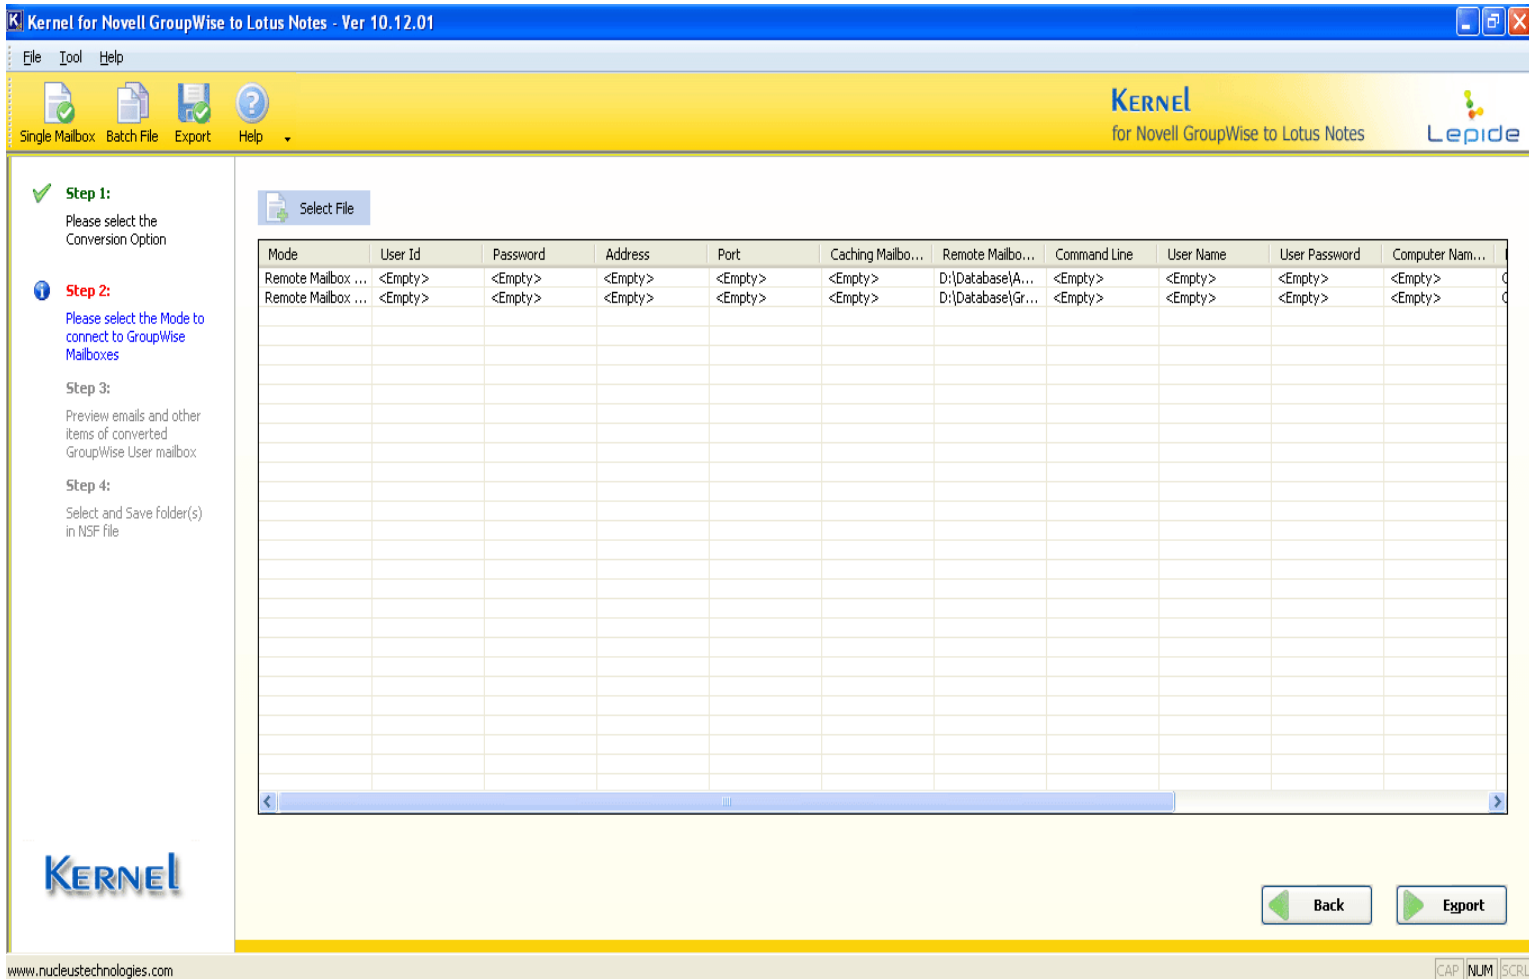 Kernel for Novell GroupWise to Lotus Notes - Ver 10.12.01
File Tool Help
Single Mailbox Batch File Export Help
KERNEL
for Novell GroupWise to Lotus Notes
Lepide
Step 1:
Please select the
Conversion Option
Step 2:
Please select the Mode to
connect to GroupWise
Mailboxes
Step 3:
Preview emails and other
items of converted
GroupWise User mailbox
Step 4:
Select and Save folder(s)
in NSF file
KERNEL
Select File
Mode User Id Password Address Port Caching Mailbo... Remote Mailbo... Command Line User Name User Password Computer Nam...
Remote Mailbox ... <Empty> <Empty> <Empty> <Empty> <Empty> D:\Database\A... <Empty> <Empty> <Empty> <Empty>
Remote Mailbox ... <Empty> <Empty> <Empty> <Empty> <Empty> D:\Database\Gr... <Empty> <Empty> <Empty> <Empty>
Back Export
www.nucleustechnologies.com
CAP NUM SCRL